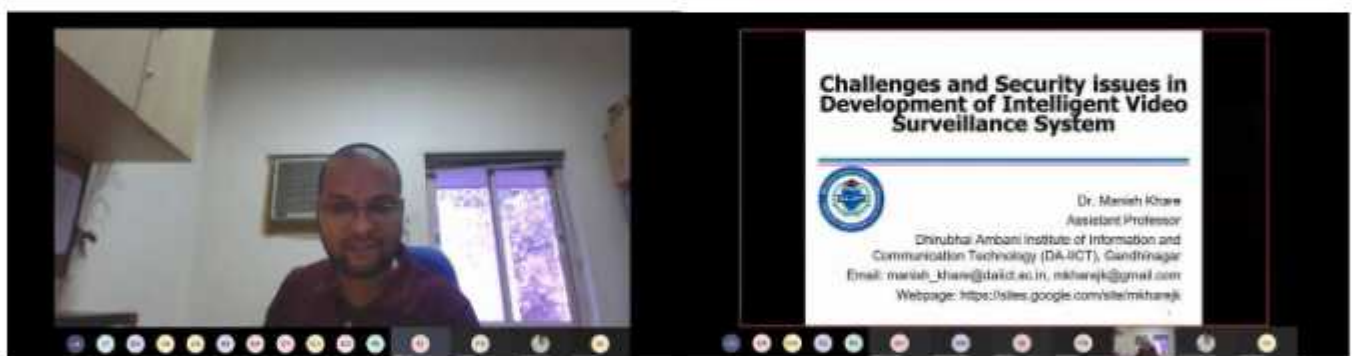 Challenges and Security issues in
Development of Intelligent Video
Surveillance System
Dr. Manish Khare
Assistant Professor
Dhirubhai Ambani Institute of Information and
Communication Technology (DA-IICT), Gandhinagar
Email: manish_khare@daiict.ac.in, mkharejk@gmail.com
Webpage: https://sites.google.com/site/mkharejk